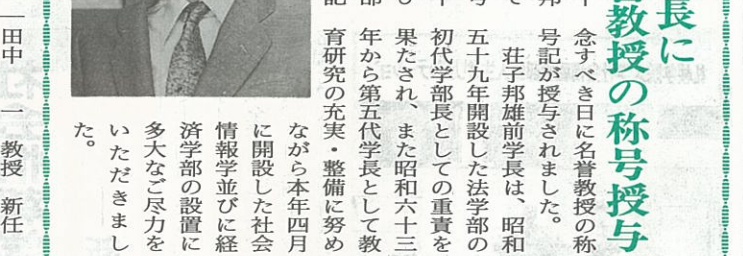 長に
教授の称号授与
念すべき日に名誉教授の称
号記が授与されました。
荘子邦雄前学長は、昭和
五十九年開設した法学部の
初代学部長としての重責を
果たされ、また昭和六十三
年から第五代学長として教
育研究の充実・整備に努め
ながら本年四月
に開設した社会
情報学並びに経
済学部の設置に
多大なご尽力を
いただきまし
た。
田中 一 教授 新任